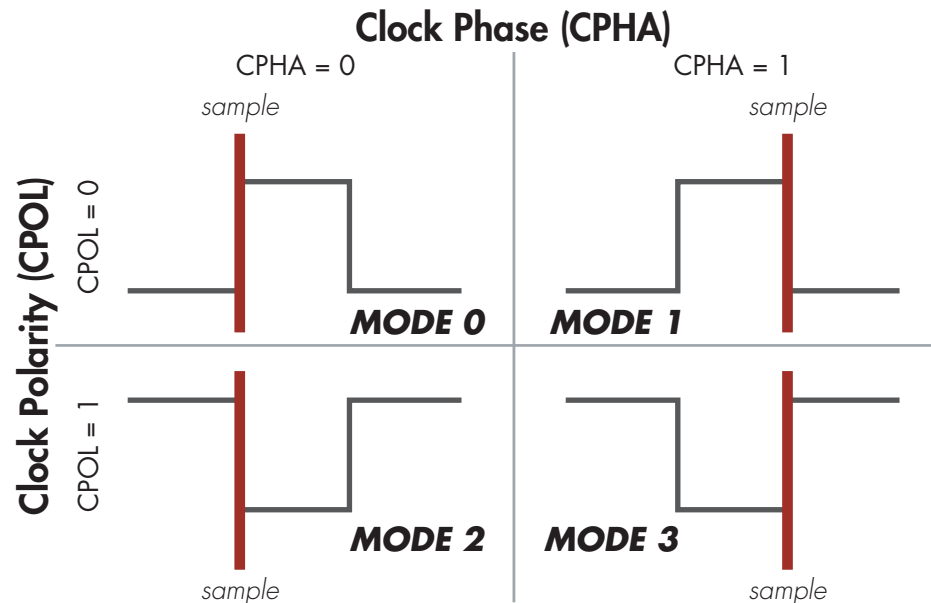 Clock Phase (CPHA)
CPHA = 0
CPHA = 1
sample
sample
Clock Polarity (CPOL)
CPOL = 0
MODE 0
MODE 1
CPOL = 1
MODE 2
MODE 3
sample
sample